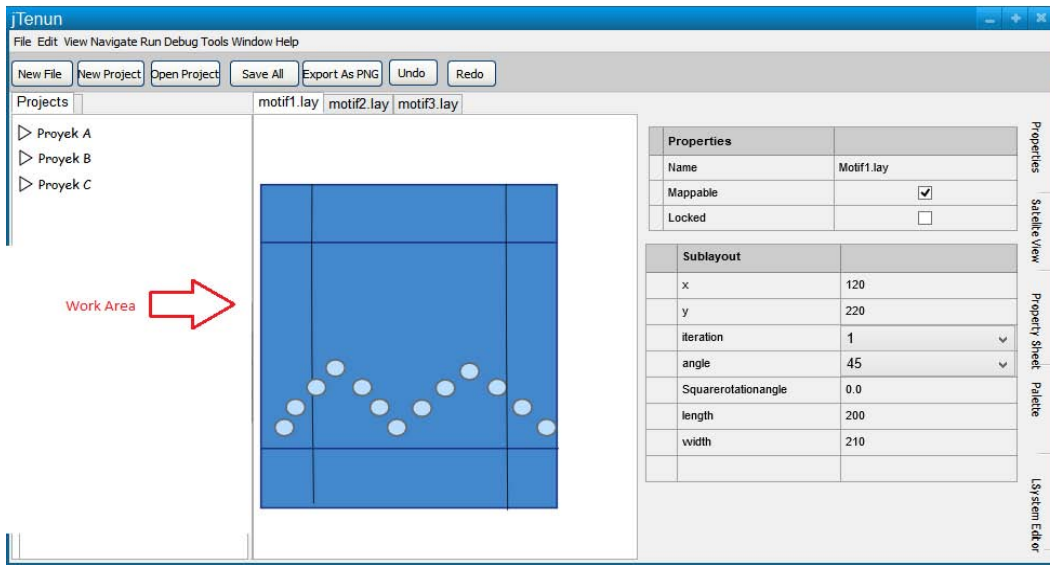 jTenun
File Edit View Navigate Run Debug Tools Window Help
New File New Project Open Project Save All Export As PNG Undo Redo
Projects
motif1.lay motif2.lay motif3.lay
Proyek A
Proyek B
Proyek C
Work Area
Properties
Name Motif1.lay
Mappable
Locked
Sublayout
x 120
y 220
iteration 1
angle 45
Squarerotationangle 0.0
length 200
width 210
Properties
Satelite View
Property Sheet
Palette
LSystem Editor